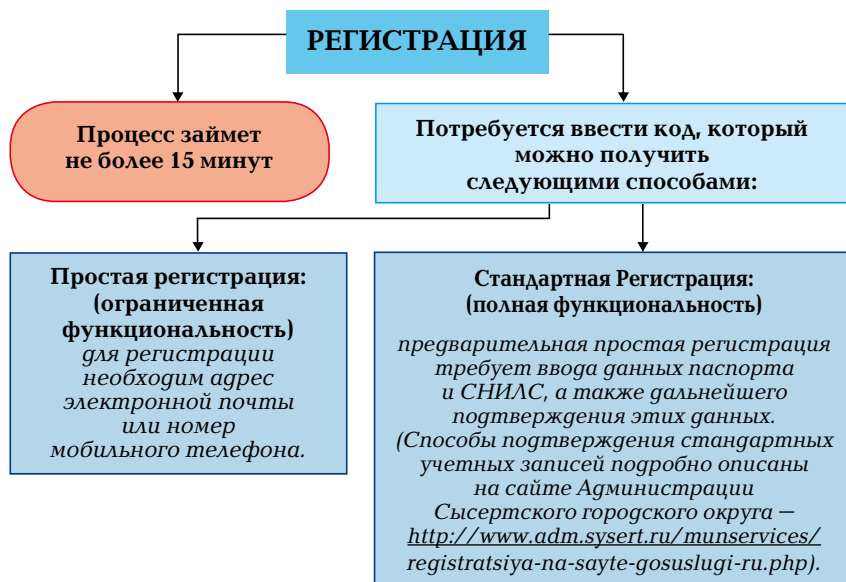 РЕГИСТРАЦИЯ
Процесс займет
не более 15 минут
Потребуется ввести код, который
можно получить
следующими способами:
Простая регистрация:
(ограниченная
функциональность)
для регистрации
необходим адрес
электронной почты
или номер
мобильного телефона.
Стандартная Регистрация:
(полная функциональность)
предварительная простая регистрация
требует ввода данных паспорта
и СНИЛС, а также дальнейшего
подтверждения этих данных.
(Способы подтверждения стандартных
учетных записей подробно описаны
на сайте Администрации
Сысертского городского округа —
http://www.adm.sysert.ru/munservices/
registratsiya-na-sayte-gosuslugi-ru.php).